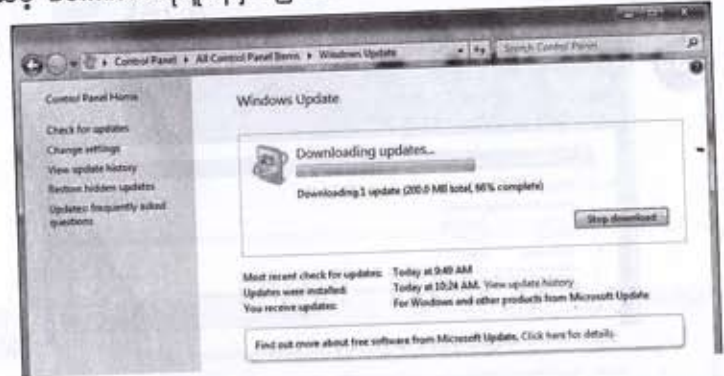 Control Panel ▸ All Control Panel Items ▸ Windows Update
Search Control Panel
Control Panel Home
Check for updates
Change settings
View update history
Restore hidden updates
Updates: frequently asked
questions
Windows Update
Downloading updates...
Downloading 1 update (200.0 MB total, 66% complete)
Stop download
Most recent check for updates: Today at 9:49 AM
Updates were installed: Today at 10:24 AM. View update history
You receive updates: For Windows and other products from Microsoft Update
Find out more about free software from Microsoft Update. Click here for details.